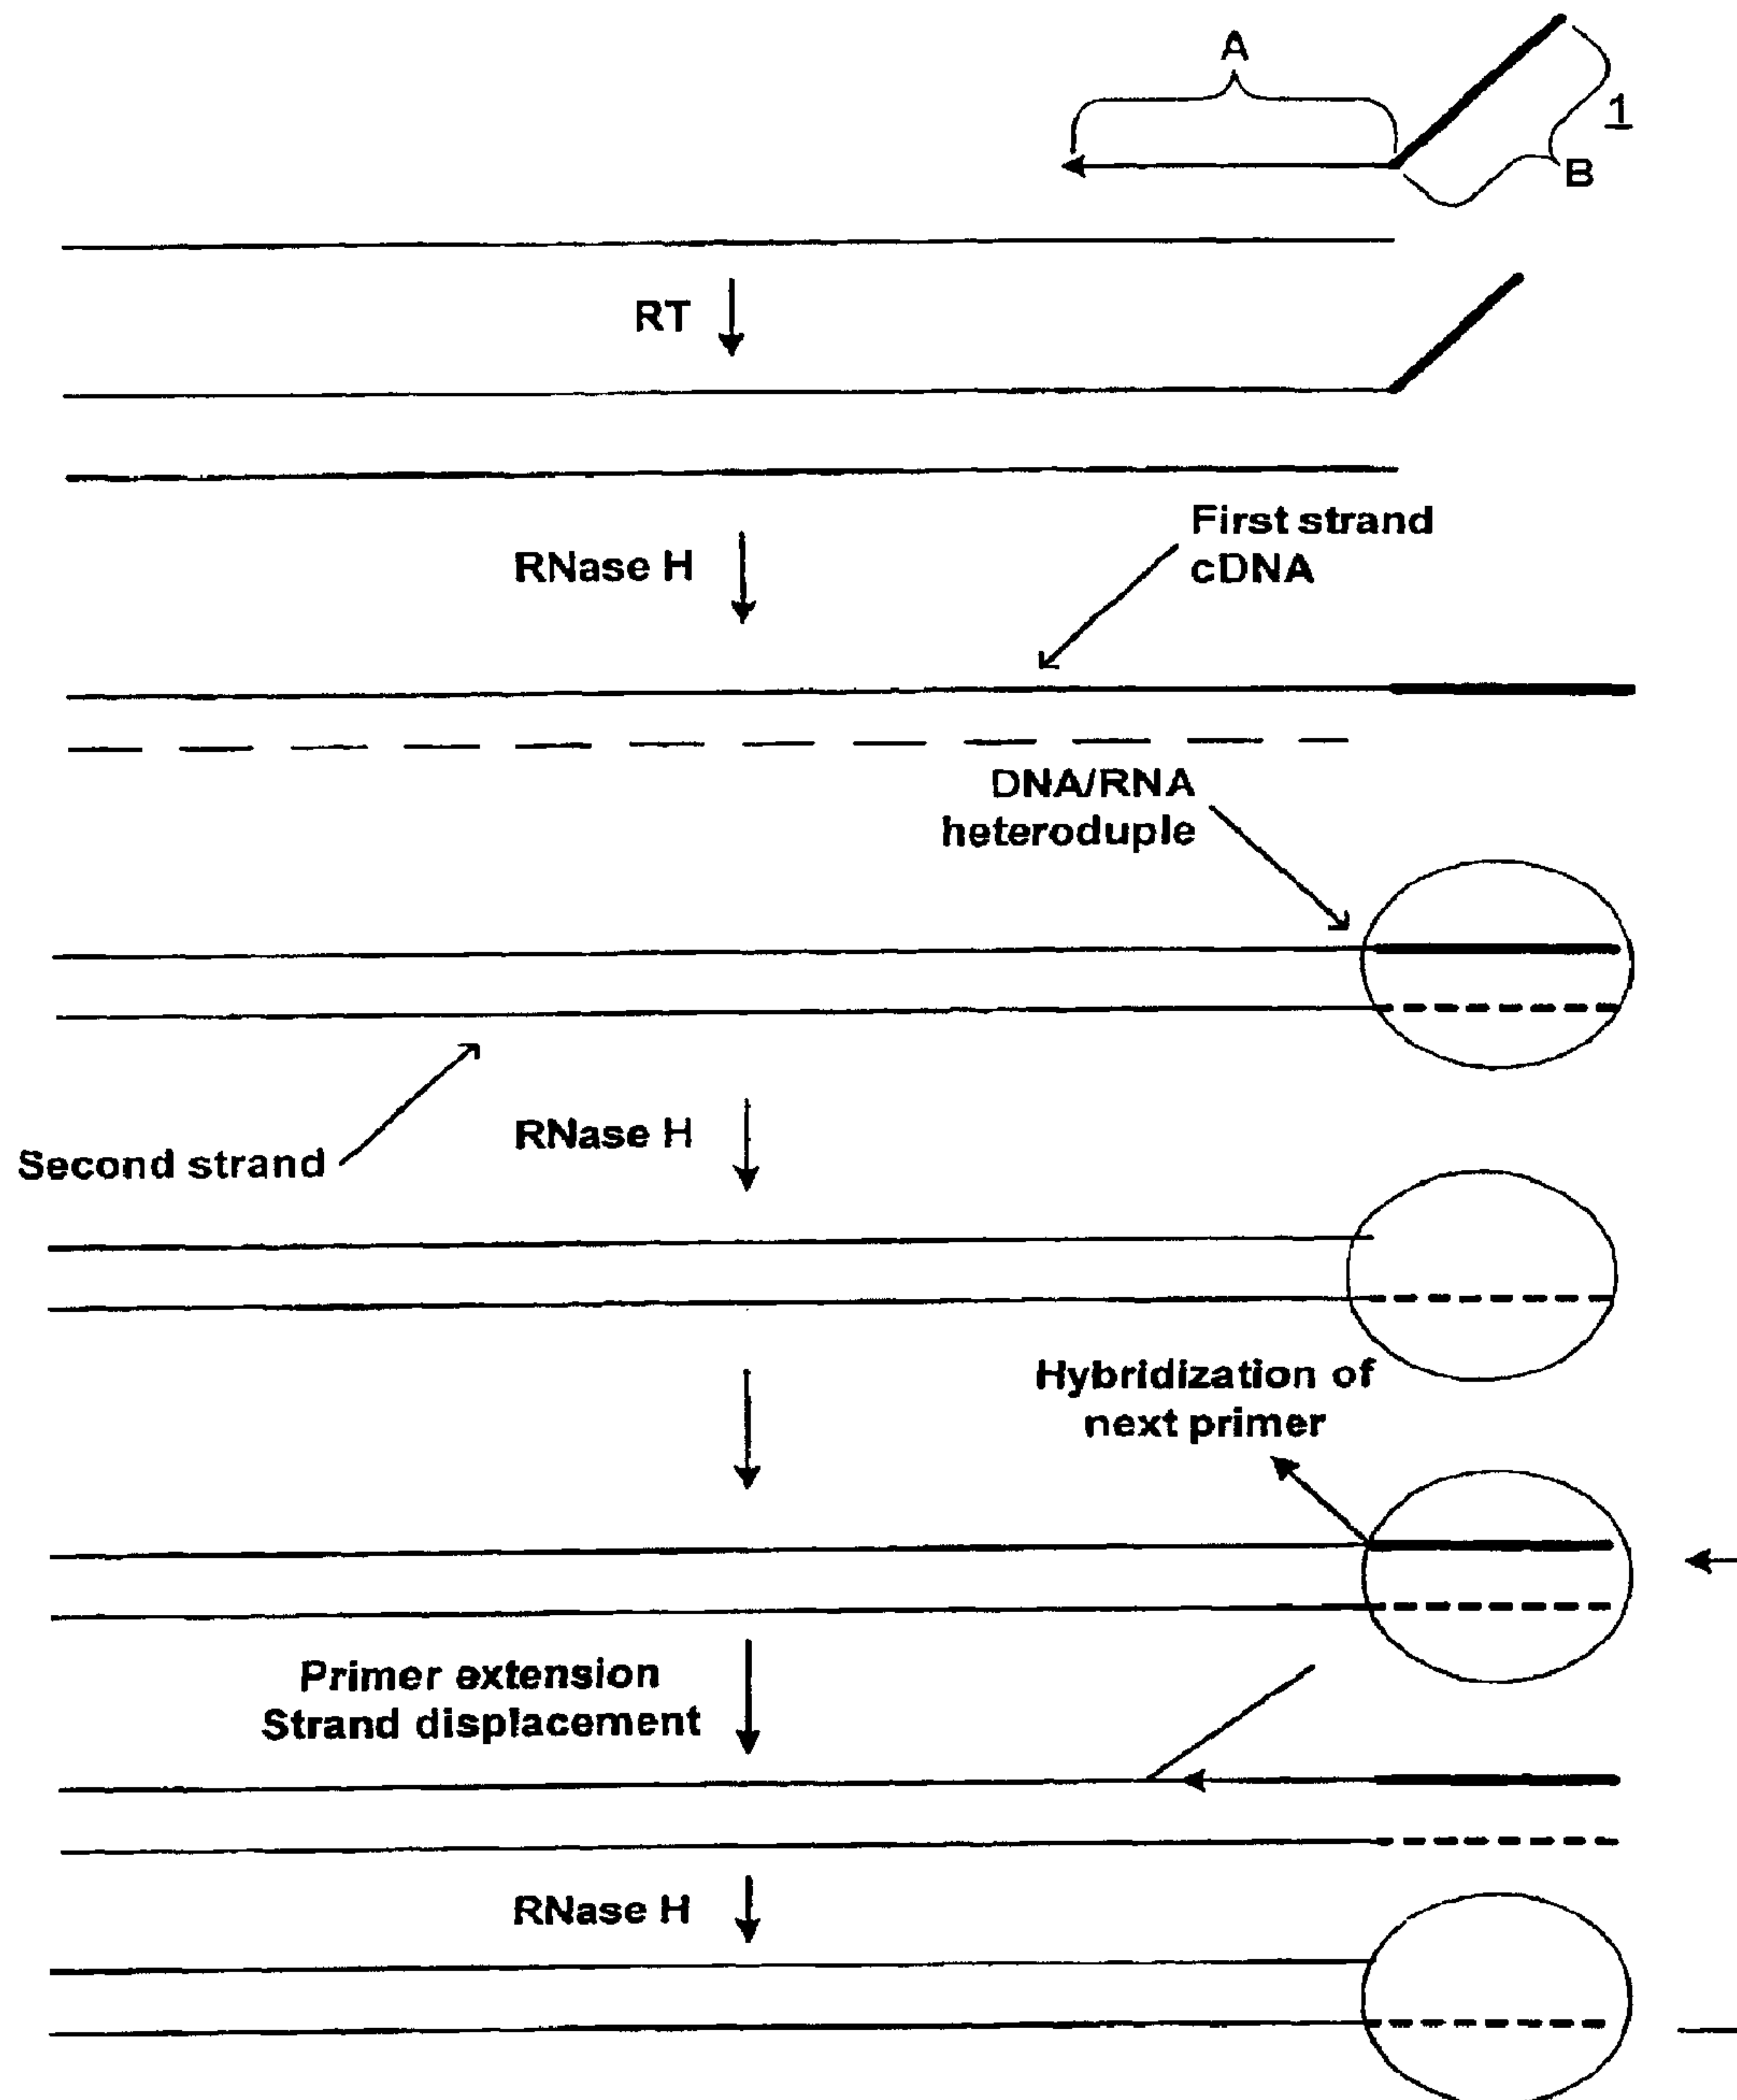 A
1
B
RT
First strand
cDNA
RNase H
DNA/RNA
heteroduple
RNase H
Second strand
Hybridization of
next primer
Primer extension
Strand displacement
RNase H